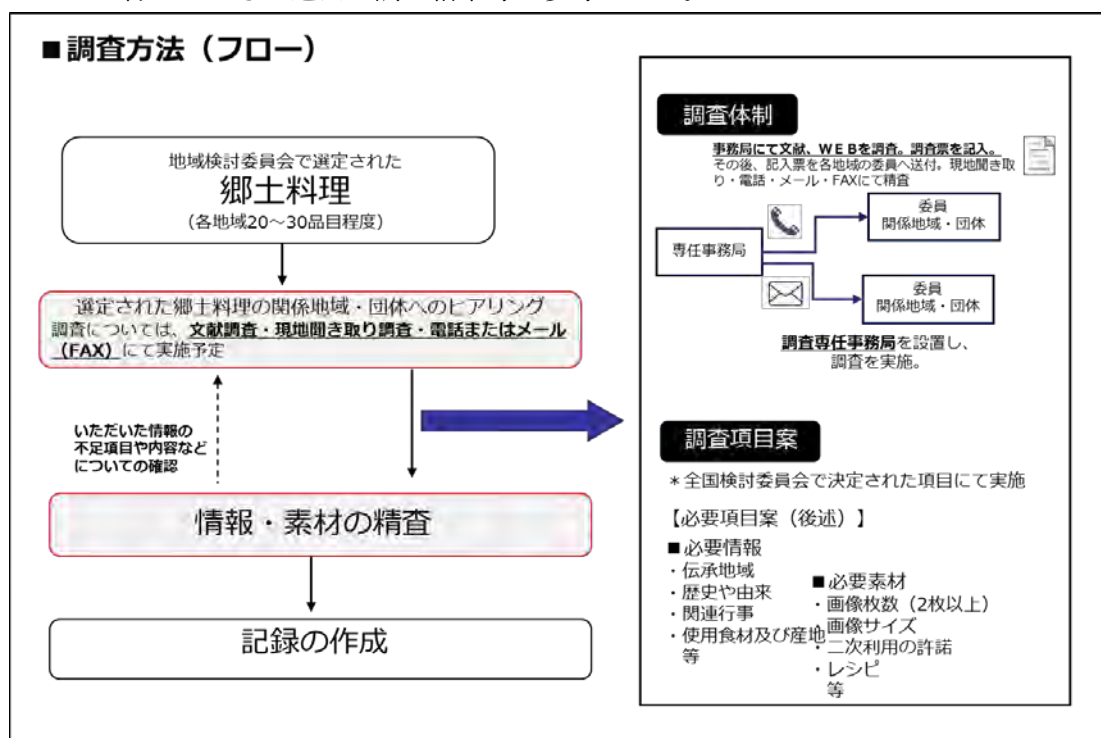 ■調査方法（フロー）
地域検討委員会で選定された
郷土料理
（各地域20～30品目程度）
選定された郷土料理の関係地域・団体へのヒアリング
調査については、文献調査・現地聞き取り調査・電話またはメール
（FAX）にて実施予定
いただいた情報の
不足項目や内容など
についての確認
情報・素材の精査
記録の作成
調査体制
事務局にて文献、ＷＥＢを調査。調査票を記入。
その後、記入票を各地域の委員へ送付。現地聞き取
り・電話・メール・FAXにて精査
専任事務局
委員
関係地域・団体
委員
関係地域・団体
調査専任事務局を設置し、
調査を実施。
調査項目案
＊全国検討委員会で決定された項目にて実施
【必要項目案（後述）】
■必要情報
・伝承地域
・歴史や由来
・関連行事
・使用食材及び産地
等
■必要素材
・画像枚数（2枚以上）
・画像サイズ
・二次利用の許諾
・レシピ
等